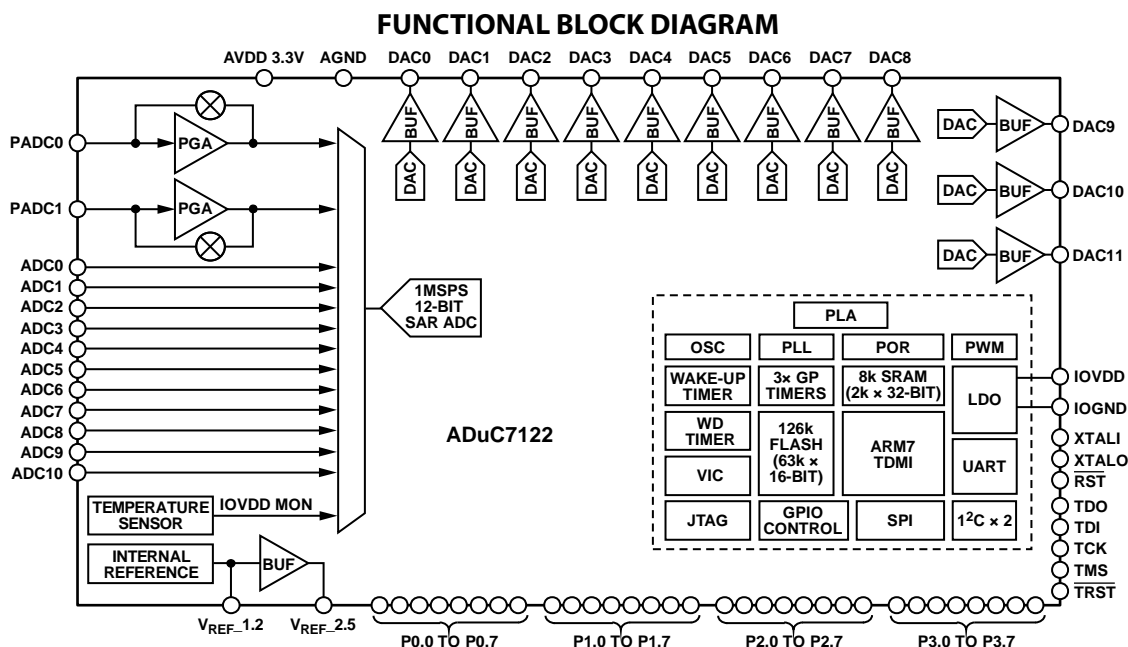 FUNCTIONAL BLOCK DIAGRAM
AVDD 3.3V
AGND
DAC0
DAC1
DAC2
DAC3
DAC4
DAC5
DAC6
DAC7
DAC8
BUF
BUF
BUF
BUF
BUF
BUF
BUF
BUF
BUF
DAC
DAC
DAC
DAC
DAC
DAC
DAC
DAC
DAC
DAC
BUF
DAC9
DAC
BUF
DAC10
DAC
BUF
DAC11
PADC0
PGA
PADC1
PGA
ADC0
ADC1
ADC2
ADC3
ADC4
ADC5
ADC6
ADC7
ADC8
ADC9
ADC10
1MSPS
12-BIT
SAR ADC
TEMPERATURE
SENSOR
IOVDD MON
INTERNAL
REFERENCE
BUF
ADuC7122
PLA
OSC
PLL
POR
PWM
WAKE-UP
TIMER
3× GP
TIMERS
8k SRAM
(2k × 32-BIT)
LDO
WD
TIMER
126k
FLASH
(63k ×
16-BIT)
ARM7
TDMI
UART
VIC
JTAG
GPIO
CONTROL
SPI
1²C × 2
IOVDD
IOGND
XTALI
XTALO
RST
TDO
TDI
TCK
TMS
TRST
VREF_1.2
VREF_2.5
P0.0 TO P0.7
P1.0 TO P1.7
P2.0 TO P2.7
P3.0 TO P3.7